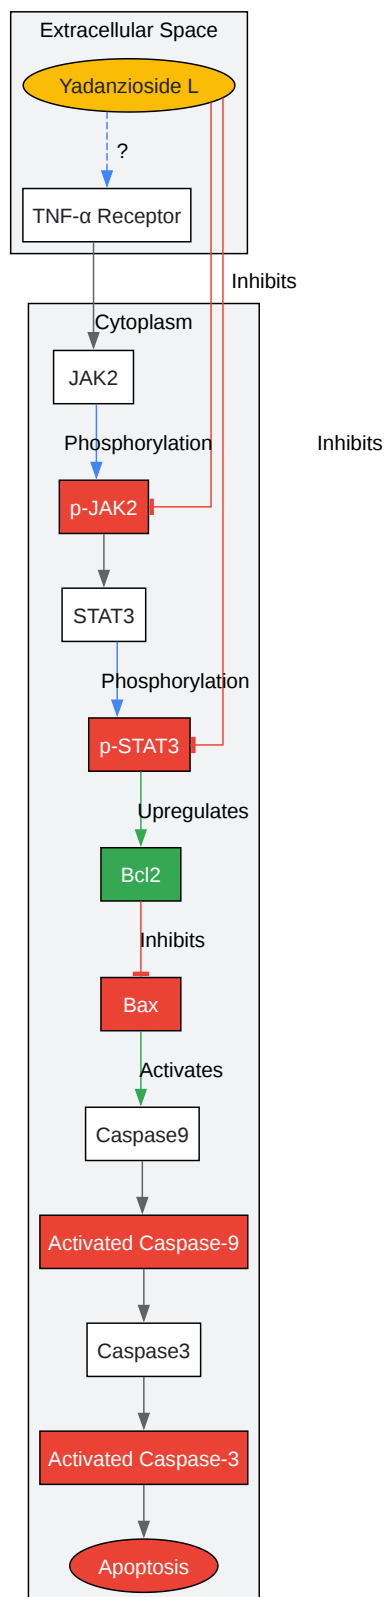 Extracellular Space
Yadanzioside L
?
TNF-α Receptor
Inhibits
Cytoplasm
JAK2
Phosphorylation
Inhibits
p-JAK2
STAT3
Phosphorylation
p-STAT3
Upregulates
Bcl2
Inhibits
Bax
Activates
Caspase9
Activated Caspase-9
Caspase3
Activated Caspase-3
Apoptosis